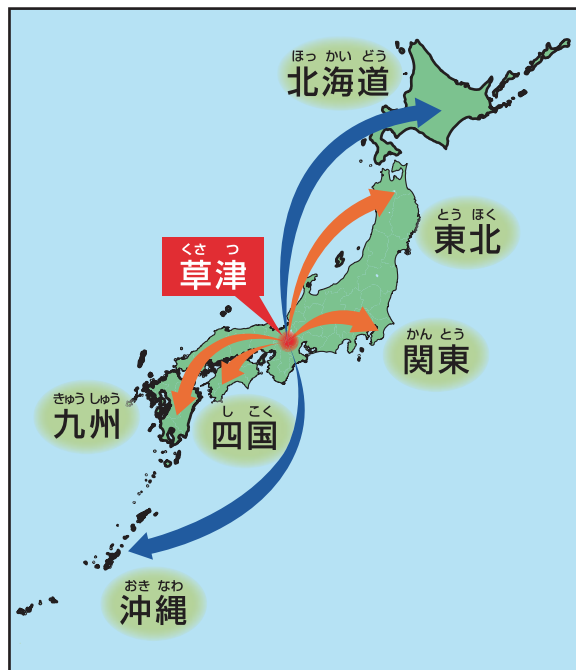 ほっ かい どう
北海道
とう ほく
東北
くさ つ
草津
かん とう
関東
きゅう しゅう
九州
し こく
四国
おき なわ
沖縄